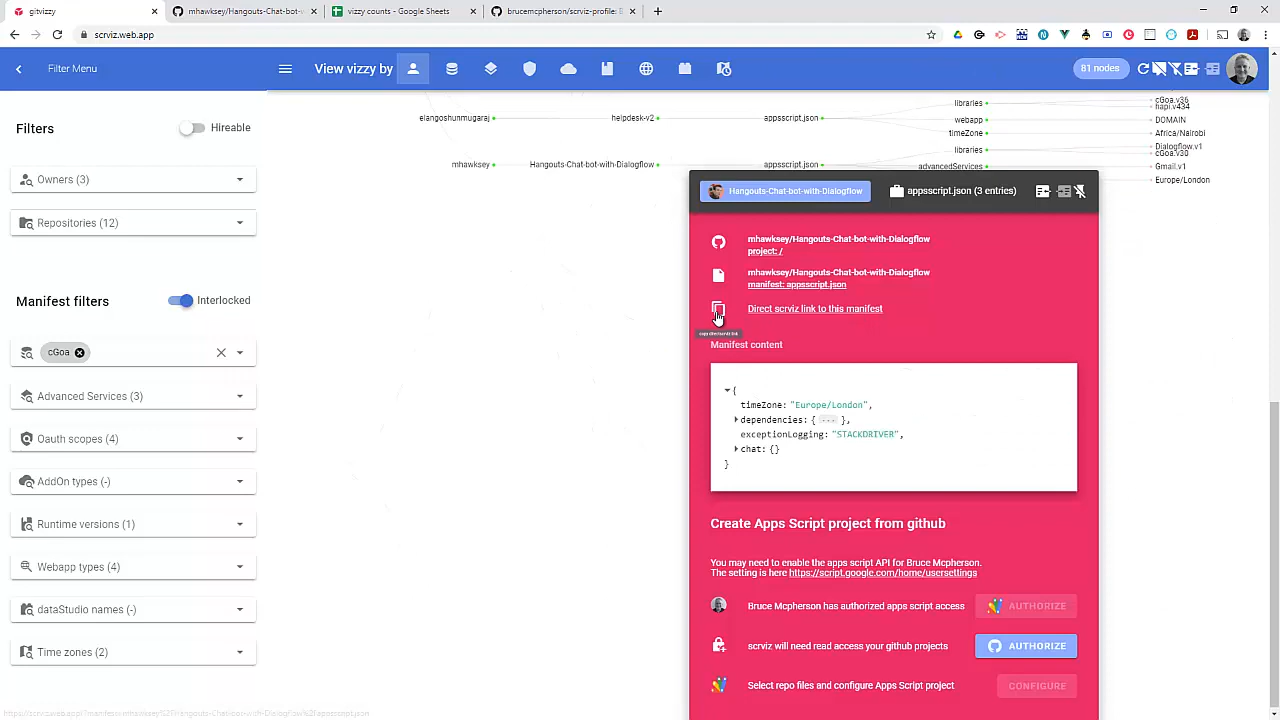 gitvizzy
mhawksey/Hangouts-Chat-bot-w
vizzy counts - Google Sheets
brucemcpherson/scrviz-profile: B
scrviz.web.app
Filter Menu
View vizzy by
81 nodes
Filters
Hireable
Owners (3)
Repositories (12)
Manifest filters
Interlocked
cGoa
Advanced Services (3)
Oauth scopes (4)
AddOn types (-)
Runtime versions (1)
Webapp types (4)
dataStudio names (-)
Time zones (2)
elangoshunmugaraj
helpdesk-v2
appsscript.json
libraries
cGoa.v36
hapi.v434
webapp
DOMAIN
timeZone
Africa/Nairobi
mhawksey
Hangouts-Chat-bot-with-Dialogflow
appsscript.json
libraries
Dialogflow.v1
cGoa.v30
advancedServices
Gmail.v1
Europe/London
Hangouts-Chat-bot-with-Dialogflow
appsscript.json (3 entries)
mhawksey/Hangouts-Chat-bot-with-Dialogflow
project: /
mhawksey/Hangouts-Chat-bot-with-Dialogflow
manifest: appsscript.json
Direct scrviz link to this manifest
Manifest content
{
timeZone: "Europe/London",
dependencies: { ... },
exceptionLogging: "STACKDRIVER",
chat: {}
}
Create Apps Script project from github
You may need to enable the apps script API for Bruce Mcpherson.
The setting is here https://script.google.com/home/usersettings
Bruce Mcpherson has authorized apps script access
AUTHORIZE
scrviz will need read access your github projects
AUTHORIZE
Select repo files and configure Apps Script project
CONFIGURE